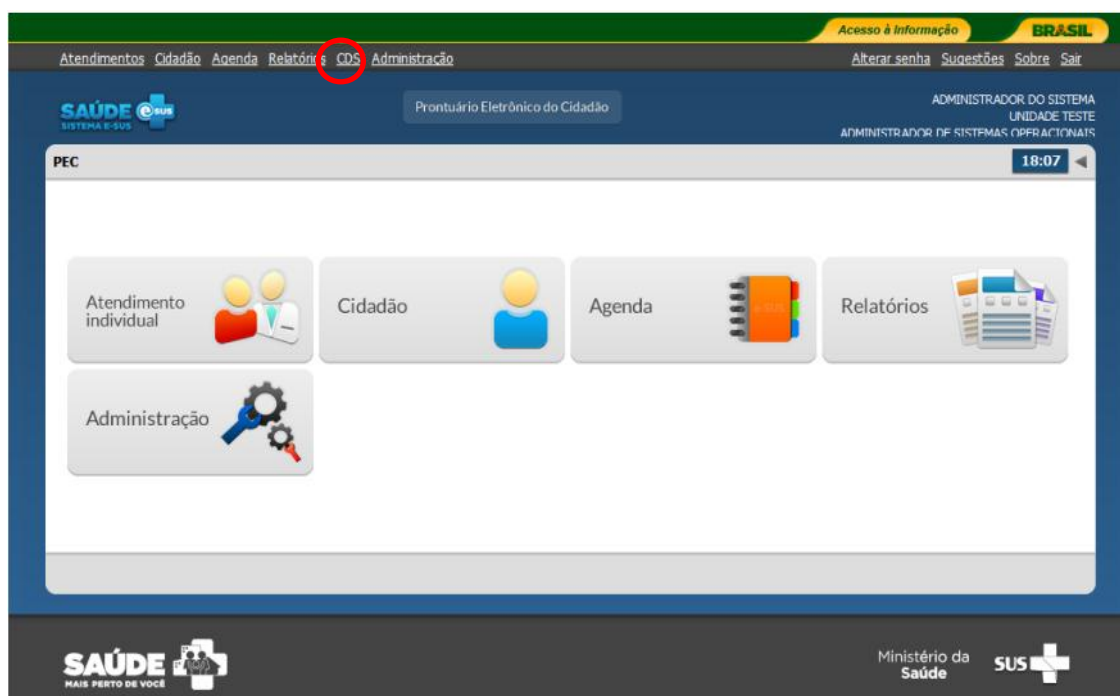 Acesso à Informação BRASIL
Atendimentos Cidadão Agenda Relatórios CDS Administração Alterar senha Sugestões Sobre Sair
SAÚDE e sus
SISTEMA E-SUS
Prontuário Eletrônico do Cidadão
ADMINISTRADOR DO SISTEMA
UNIDADE TESTE
ADMINISTRADOR DE SISTEMAS OPERACIONAIS
PEC 18:07
Atendimento
individual
Cidadão
Agenda
e-SUS
Relatórios
Administração
SAÚDE
MAIS PERTO DE VOCÊ
Ministério da
Saúde
SUS